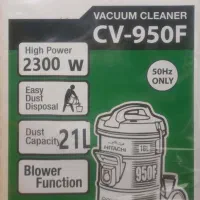 VACUUM CLEANER
CV-950F
High Power
2300 W
50Hz
ONLY
Easy
Dust
Disposal
Dust
Capacity 21L
HITACHI
950F
Blower
Function